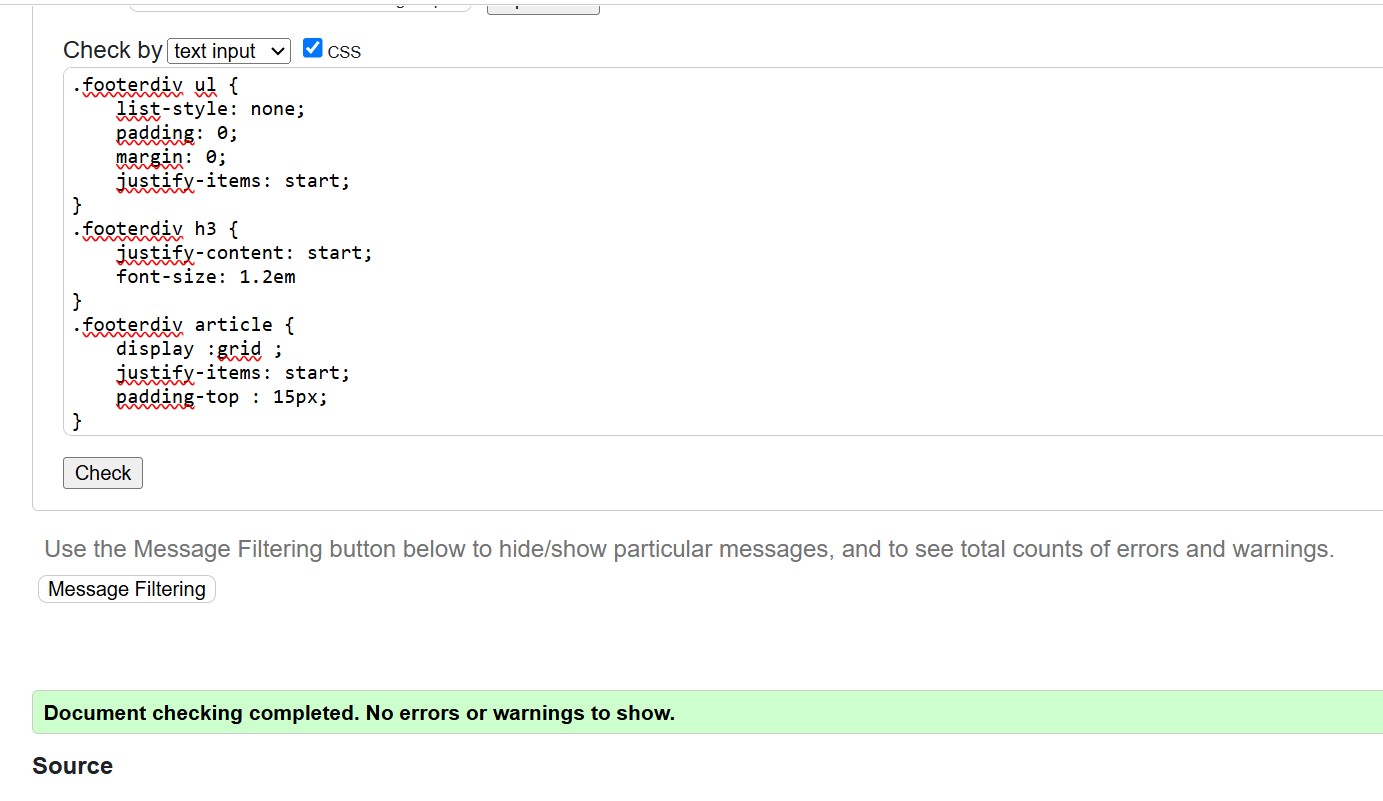 Check by text input CSS
.footerdiv ul {
    list-style: none;
    padding: 0;
    margin: 0;
    justify-items: start;
}
.footerdiv h3 {
    justify-content: start;
    font-size: 1.2em
}
.footerdiv article {
    display :grid ;
    justify-items: start;
    padding-top : 15px;
}
Check
Use the Message Filtering button below to hide/show particular messages, and to see total counts of errors and warnings.
Message Filtering
Document checking completed. No errors or warnings to show.
Source